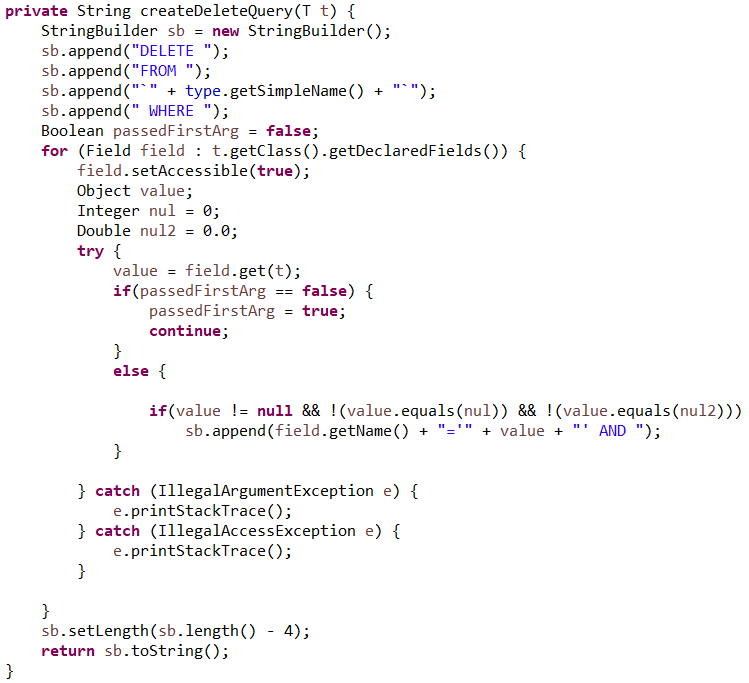 private String createDeleteQuery(T t) {
    StringBuilder sb = new StringBuilder();
    sb.append("DELETE ");
    sb.append("FROM ");
    sb.append("`" + type.getSimpleName() + "`");
    sb.append(" WHERE ");
    Boolean passedFirstArg = false;
    for (Field field : t.getClass().getDeclaredFields()) {
        field.setAccessible(true);
        Object value;
        Integer nul = 0;
        Double nul2 = 0.0;
        try {
            value = field.get(t);
            if(passedFirstArg == false) {
                passedFirstArg = true;
                continue;
            }
            else {
                if(value != null && !(value.equals(nul)) && !(value.equals(nul2)))
                    sb.append(field.getName() + "='" + value + "' AND ");
            }
        } catch (IllegalArgumentException e) {
            e.printStackTrace();
        } catch (IllegalAccessException e) {
            e.printStackTrace();
        }
    }
    sb.setLength(sb.length() - 4);
    return sb.toString();
}